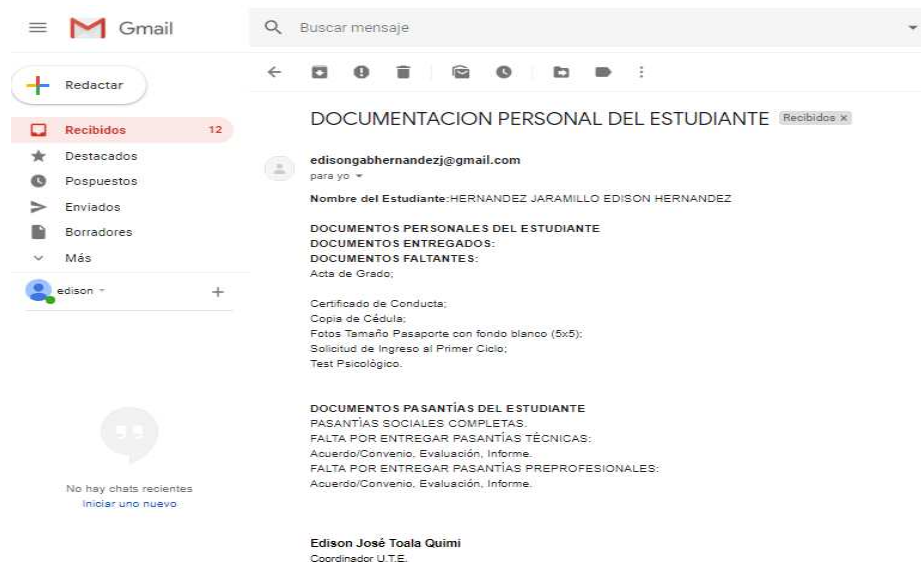 Gmail
Buscar mensaje
Redactar
Recibidos 12
Destacados
Pospuestos
Enviados
Borradores
Más
edison
No hay chats recientes
Iniciar uno nuevo
DOCUMENTACION PERSONAL DEL ESTUDIANTE Recibidos x
edisongabhernandezj@gmail.com
para yo
Nombre del Estudiante:HERNANDEZ JARAMILLO EDISON HERNANDEZ
DOCUMENTOS PERSONALES DEL ESTUDIANTE
DOCUMENTOS ENTREGADOS:
DOCUMENTOS FALTANTES:
Acta de Grado;
Certificado de Conducta;
Copia de Cédula;
Fotos Tamaño Pasaporte con fondo blanco (5x5);
Solicitud de Ingreso al Primer Ciclo;
Test Psicològico.
DOCUMENTOS PASANTÍAS DEL ESTUDIANTE
PASANTÌAS SOCIALES COMPLETAS.
FALTA POR ENTREGAR PASANTÍAS TÈCNICAS:
Acuerdo/Convenio, Evaluación, Informe.
FALTA POR ENTREGAR PASANTÍAS PREPROFESIONALES:
Acuerdo/Convenio, Evaluación, Informe.
Edison José Toala Quimi
Coordinador U.T.E.